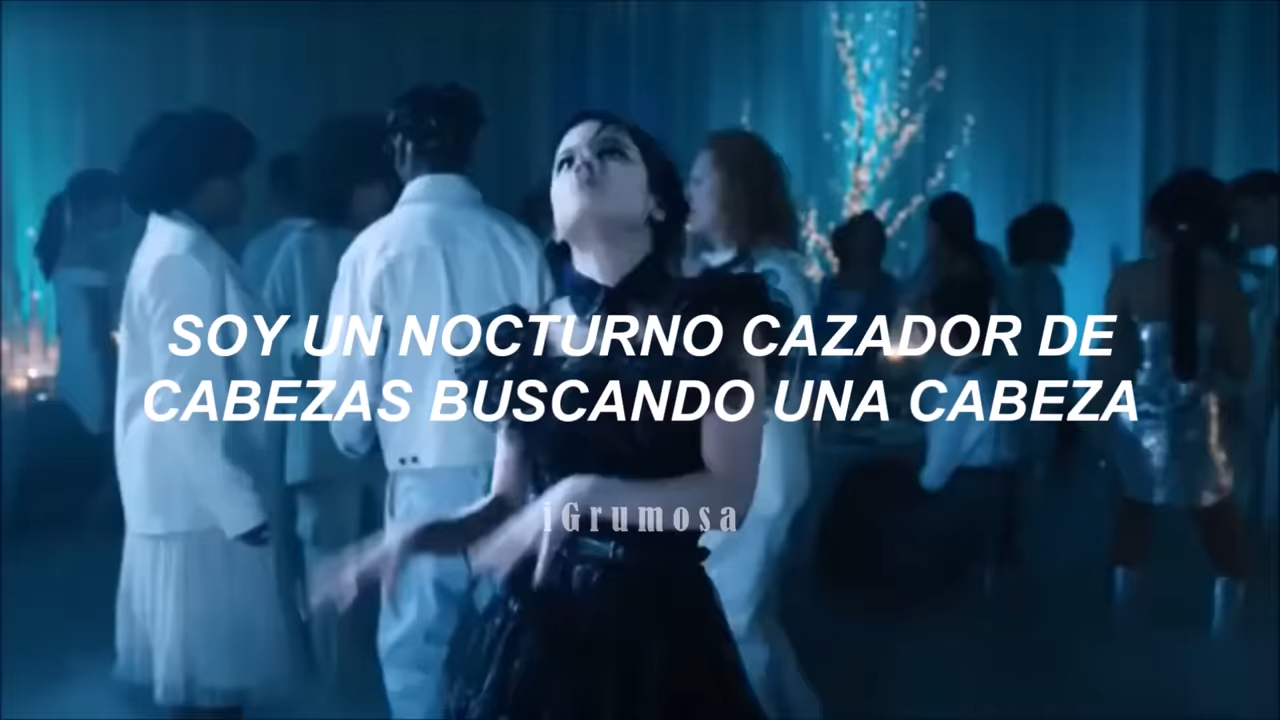 SOY UN NOCTURNO CAZADOR DE
CABEZAS BUSCANDO UNA CABEZA
iGrumosa